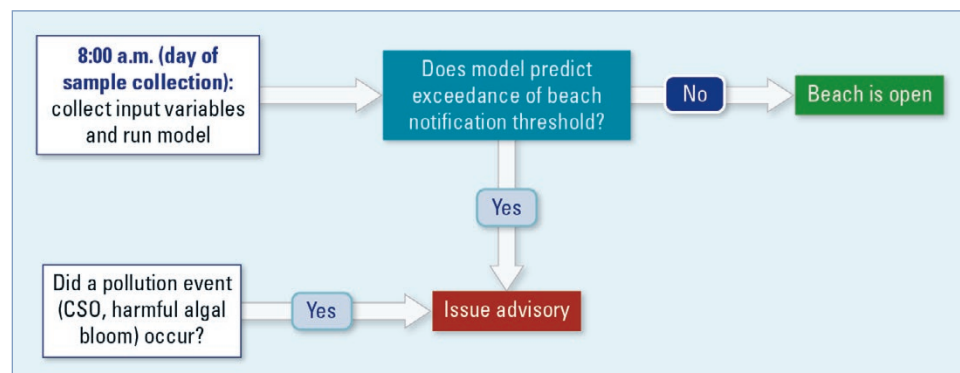 8:00 a.m. (day of
sample collection):
collect input variables
and run model
Does model predict
exceedance of beach
notification threshold?
No
Beach is open
Yes
Did a pollution event
(CSO, harmful algal
bloom) occur?
Yes
Issue advisory